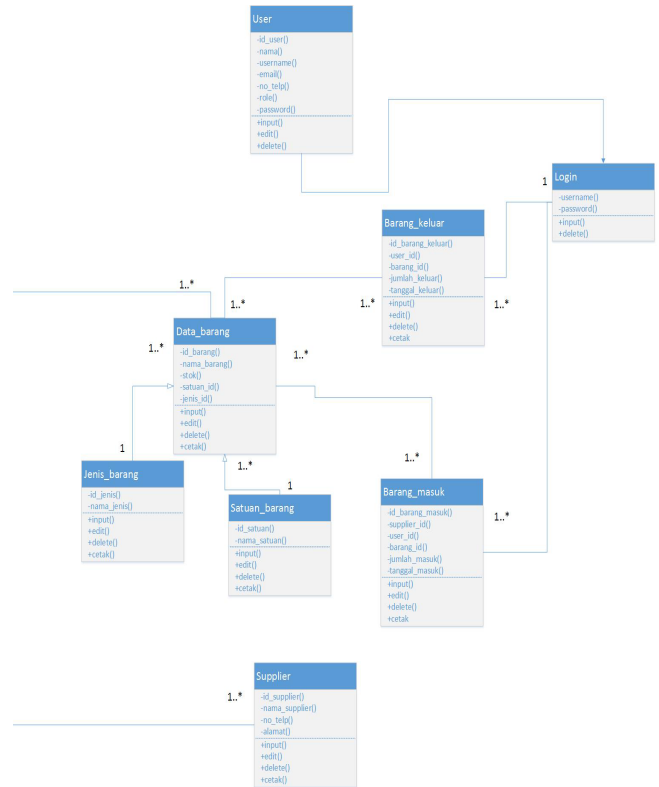 User
-id_user()
-nama()
-username()
-email()
-no_telp()
-role()
-password()
+input()
+edit()
+delete()
Login
-username()
-password()
+input()
+delete()
1
Barang_keluar
-id_barang_keluar()
-user_id()
-barang_id()
-jumlah_keluar()
-tanggal_keluar()
+input()
+edit()
+delete()
+cetak
1..*
1..*
1..*
1..*
Data_barang
-id_barang()
-nama_barang()
-stok()
-satuan_id()
-jenis_id()
+input()
+edit()
+delete()
+cetak()
1..*
1..*
1..*
1
Jenis_barang
-id_jenis()
-nama_jenis()
+input()
+edit()
+delete()
+cetak()
1
Satuan_barang
-id_satuan()
-nama_satuan()
+input()
+edit()
+delete()
+cetak()
1..*
Barang_masuk
-id_barang_masuk()
-supplier_id()
-user_id()
-barang_id()
-jumlah_masuk()
-tanggal_masuk()
+input()
+edit()
+delete()
+cetak
1..*
1..*
Supplier
-id_supplier()
-nama_supplier()
-no_telp()
-alamat()
+input()
+edit()
+delete()
+cetak()